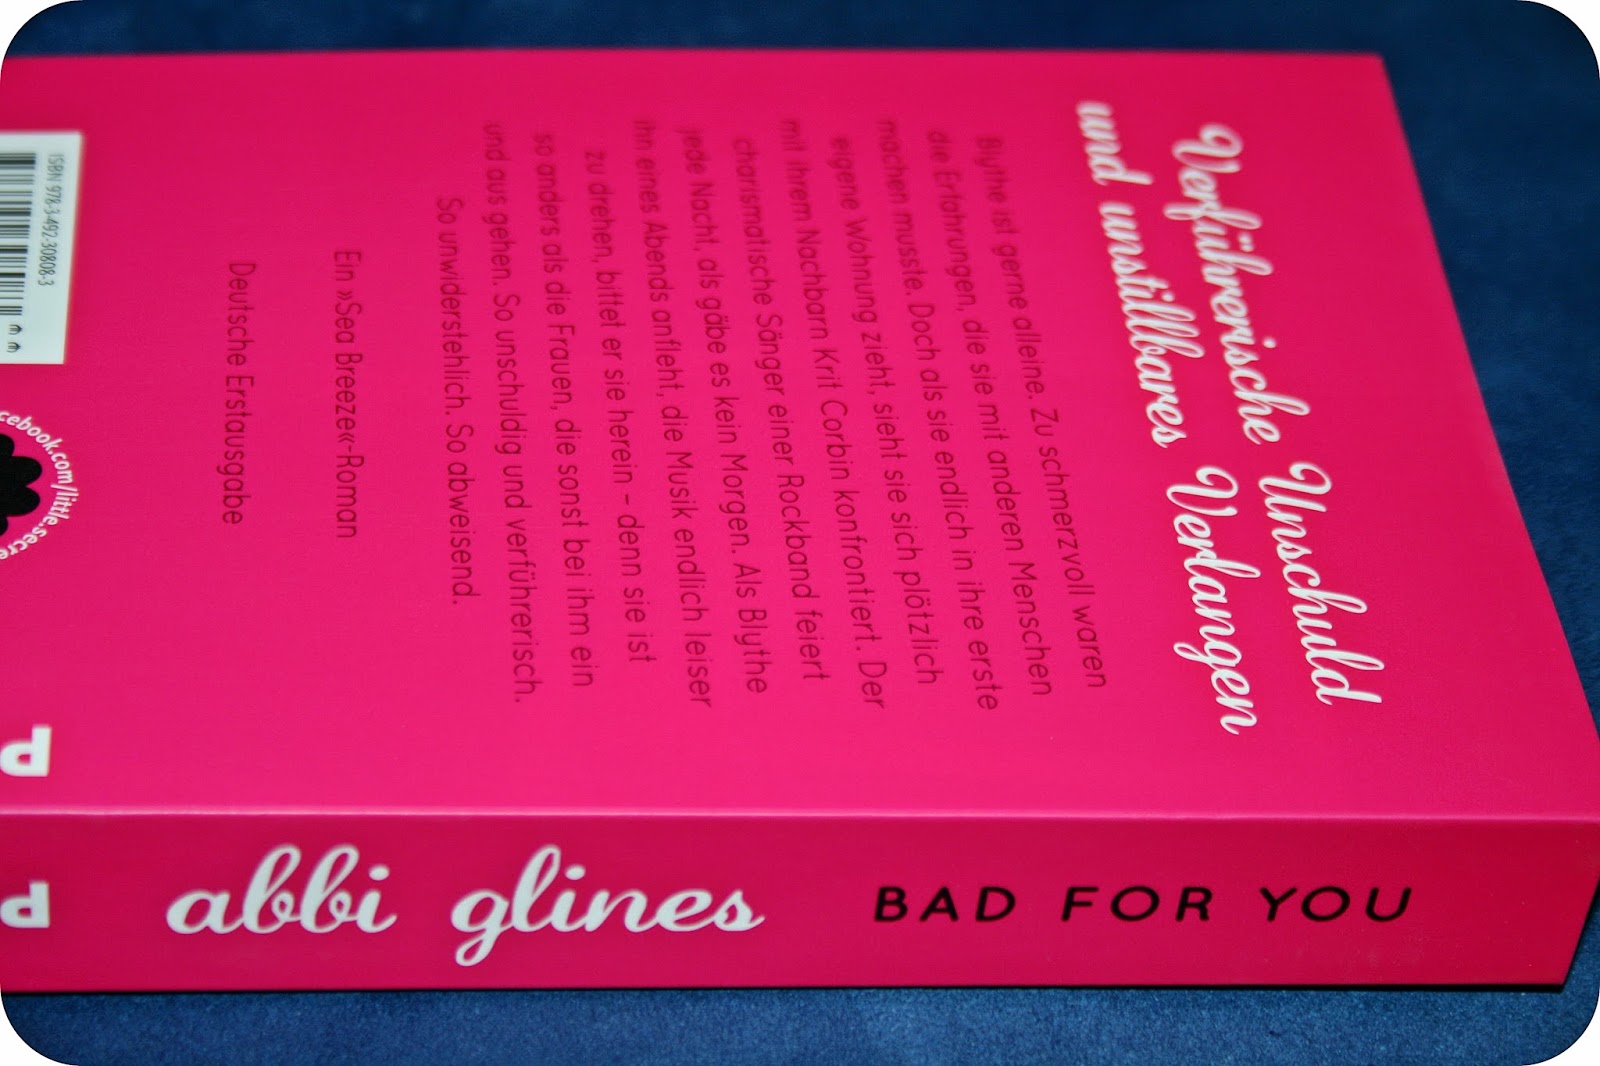 Verführerische Unschuld
und unstillbares Verlangen
Blythe ist gerne alleine. Zu schmerzvoll waren
die Erfahrungen, die sie mit anderen Menschen
machen musste. Doch als sie endlich in ihre erste
eigene Wohnung zieht, sieht sie sich plötzlich
mit ihrem Nachbarn Krit Corbin konfrontiert. Der
charismatische Sänger einer Rockband feiert
jede Nacht, als gäbe es kein Morgen. Als Blythe
ihn eines Abends anfleht, die Musik endlich leiser
zu drehen, bittet er sie herein – denn sie ist
so anders als die Frauen, die sonst bei ihm ein
und aus gehen. So unschuldig und verführerisch.
So unwiderstehlich. So abweisend.
Ein »Sea Breeze«-Roman
Deutsche Erstausgabe
ISBN 978-3-492-30808-3
€ €
cebook.com/little.secre
P
P
abbi glines
BAD FOR YOU